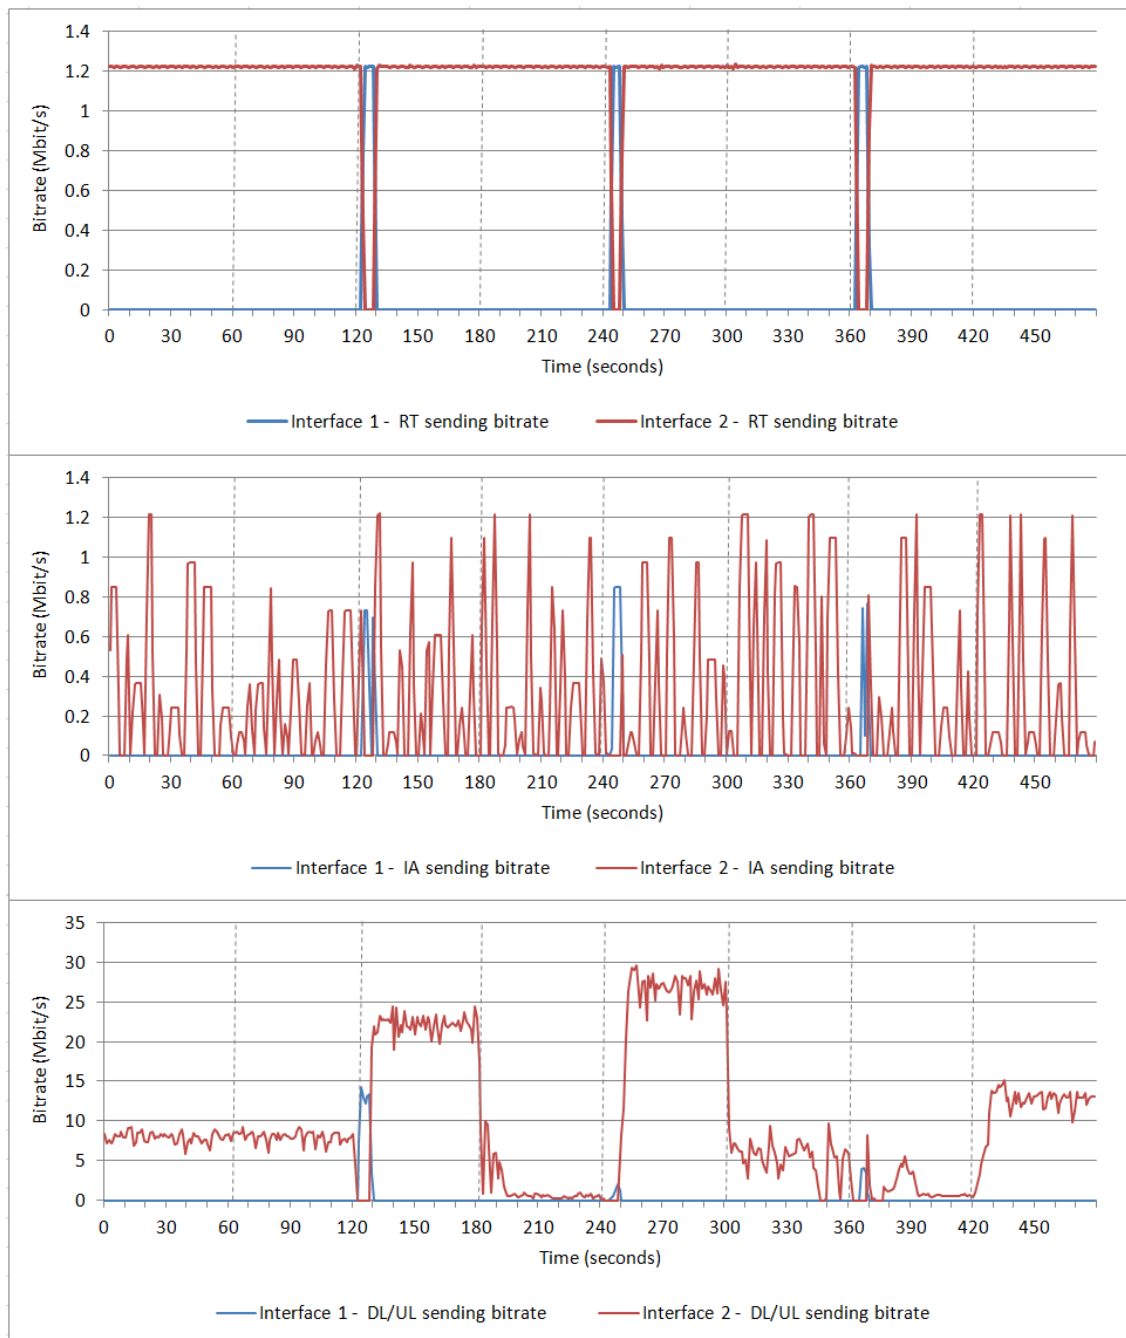 1.4
1.2
1
0.8
0.6
0.4
0.2
0
Bitrate (Mbit/s)
0 30 60 90 120 150 180 210 240 270 300 330 360 390 420 450
Time (seconds)
Interface 1 - RT sending bitrate Interface 2 - RT sending bitrate
1.4
1.2
1
0.8
0.6
0.4
0.2
0
Bitrate (Mbit/s)
0 30 60 90 120 150 180 210 240 270 300 330 360 390 420 450
Time (seconds)
Interface 1 - IA sending bitrate Interface 2 - IA sending bitrate
35
30
25
20
15
10
5
0
Bitrate (Mbit/s)
0 30 60 90 120 150 180 210 240 270 300 330 360 390 420 450
Time (seconds)
Interface 1 - DL/UL sending bitrate Interface 2 - DL/UL sending bitrate